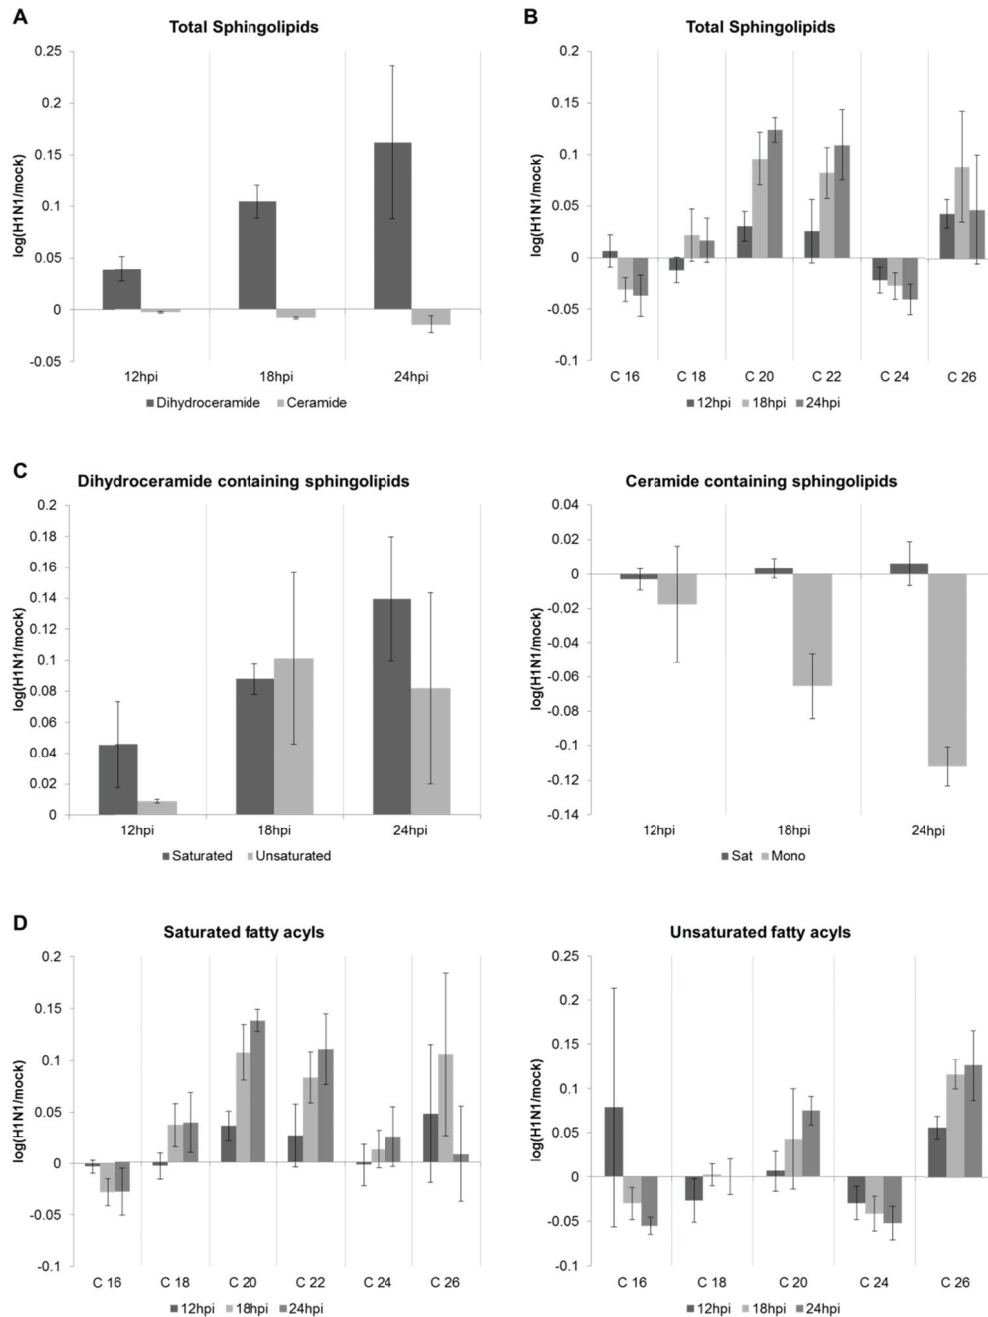 A
Total Sphingolipids
log(H1N1/mock)
0.25
0.2
0.15
0.1
0.05
0
-0.05
12hpi 18hpi 24hpi
■Dihydroceramide ■Ceramide
B
Total Sphingolipids
log(H1N1/mock)
0.2
0.15
0.1
0.05
0
-0.05
-0.1
C 16 C 18 C 20 C 22 C 24 C 26
■12hpi ■18hpi ■24hpi
C
Dihydroceramide containing sphingolipids
log(H1N1/mock)
0.2
0.18
0.16
0.14
0.12
0.1
0.08
0.06
0.04
0.02
0
12hpi 18hpi 24hpi
■Saturated ■Unsaturated
Ceramide containing sphingolipids
log(H1N1/mock)
0.04
0.02
0
-0.02
-0.04
-0.06
-0.08
-0.1
-0.12
-0.14
12hpi 18hpi 24hpi
■Sat ■Mono
D
Saturated fatty acyls
log(H1N1/mock)
0.2
0.15
0.1
0.05
0
-0.05
-0.1
C 16 C 18 C 20 C 22 C 24 C 26
■12hpi ■18hpi ■24hpi
Unsaturated fatty acyls
log(H1N1/mock)
0.25
0.2
0.15
0.1
0.05
0
-0.05
-0.1
C 16 C 18 C 20 C 24 C 26
■12hpi ■18hpi ■24hpi